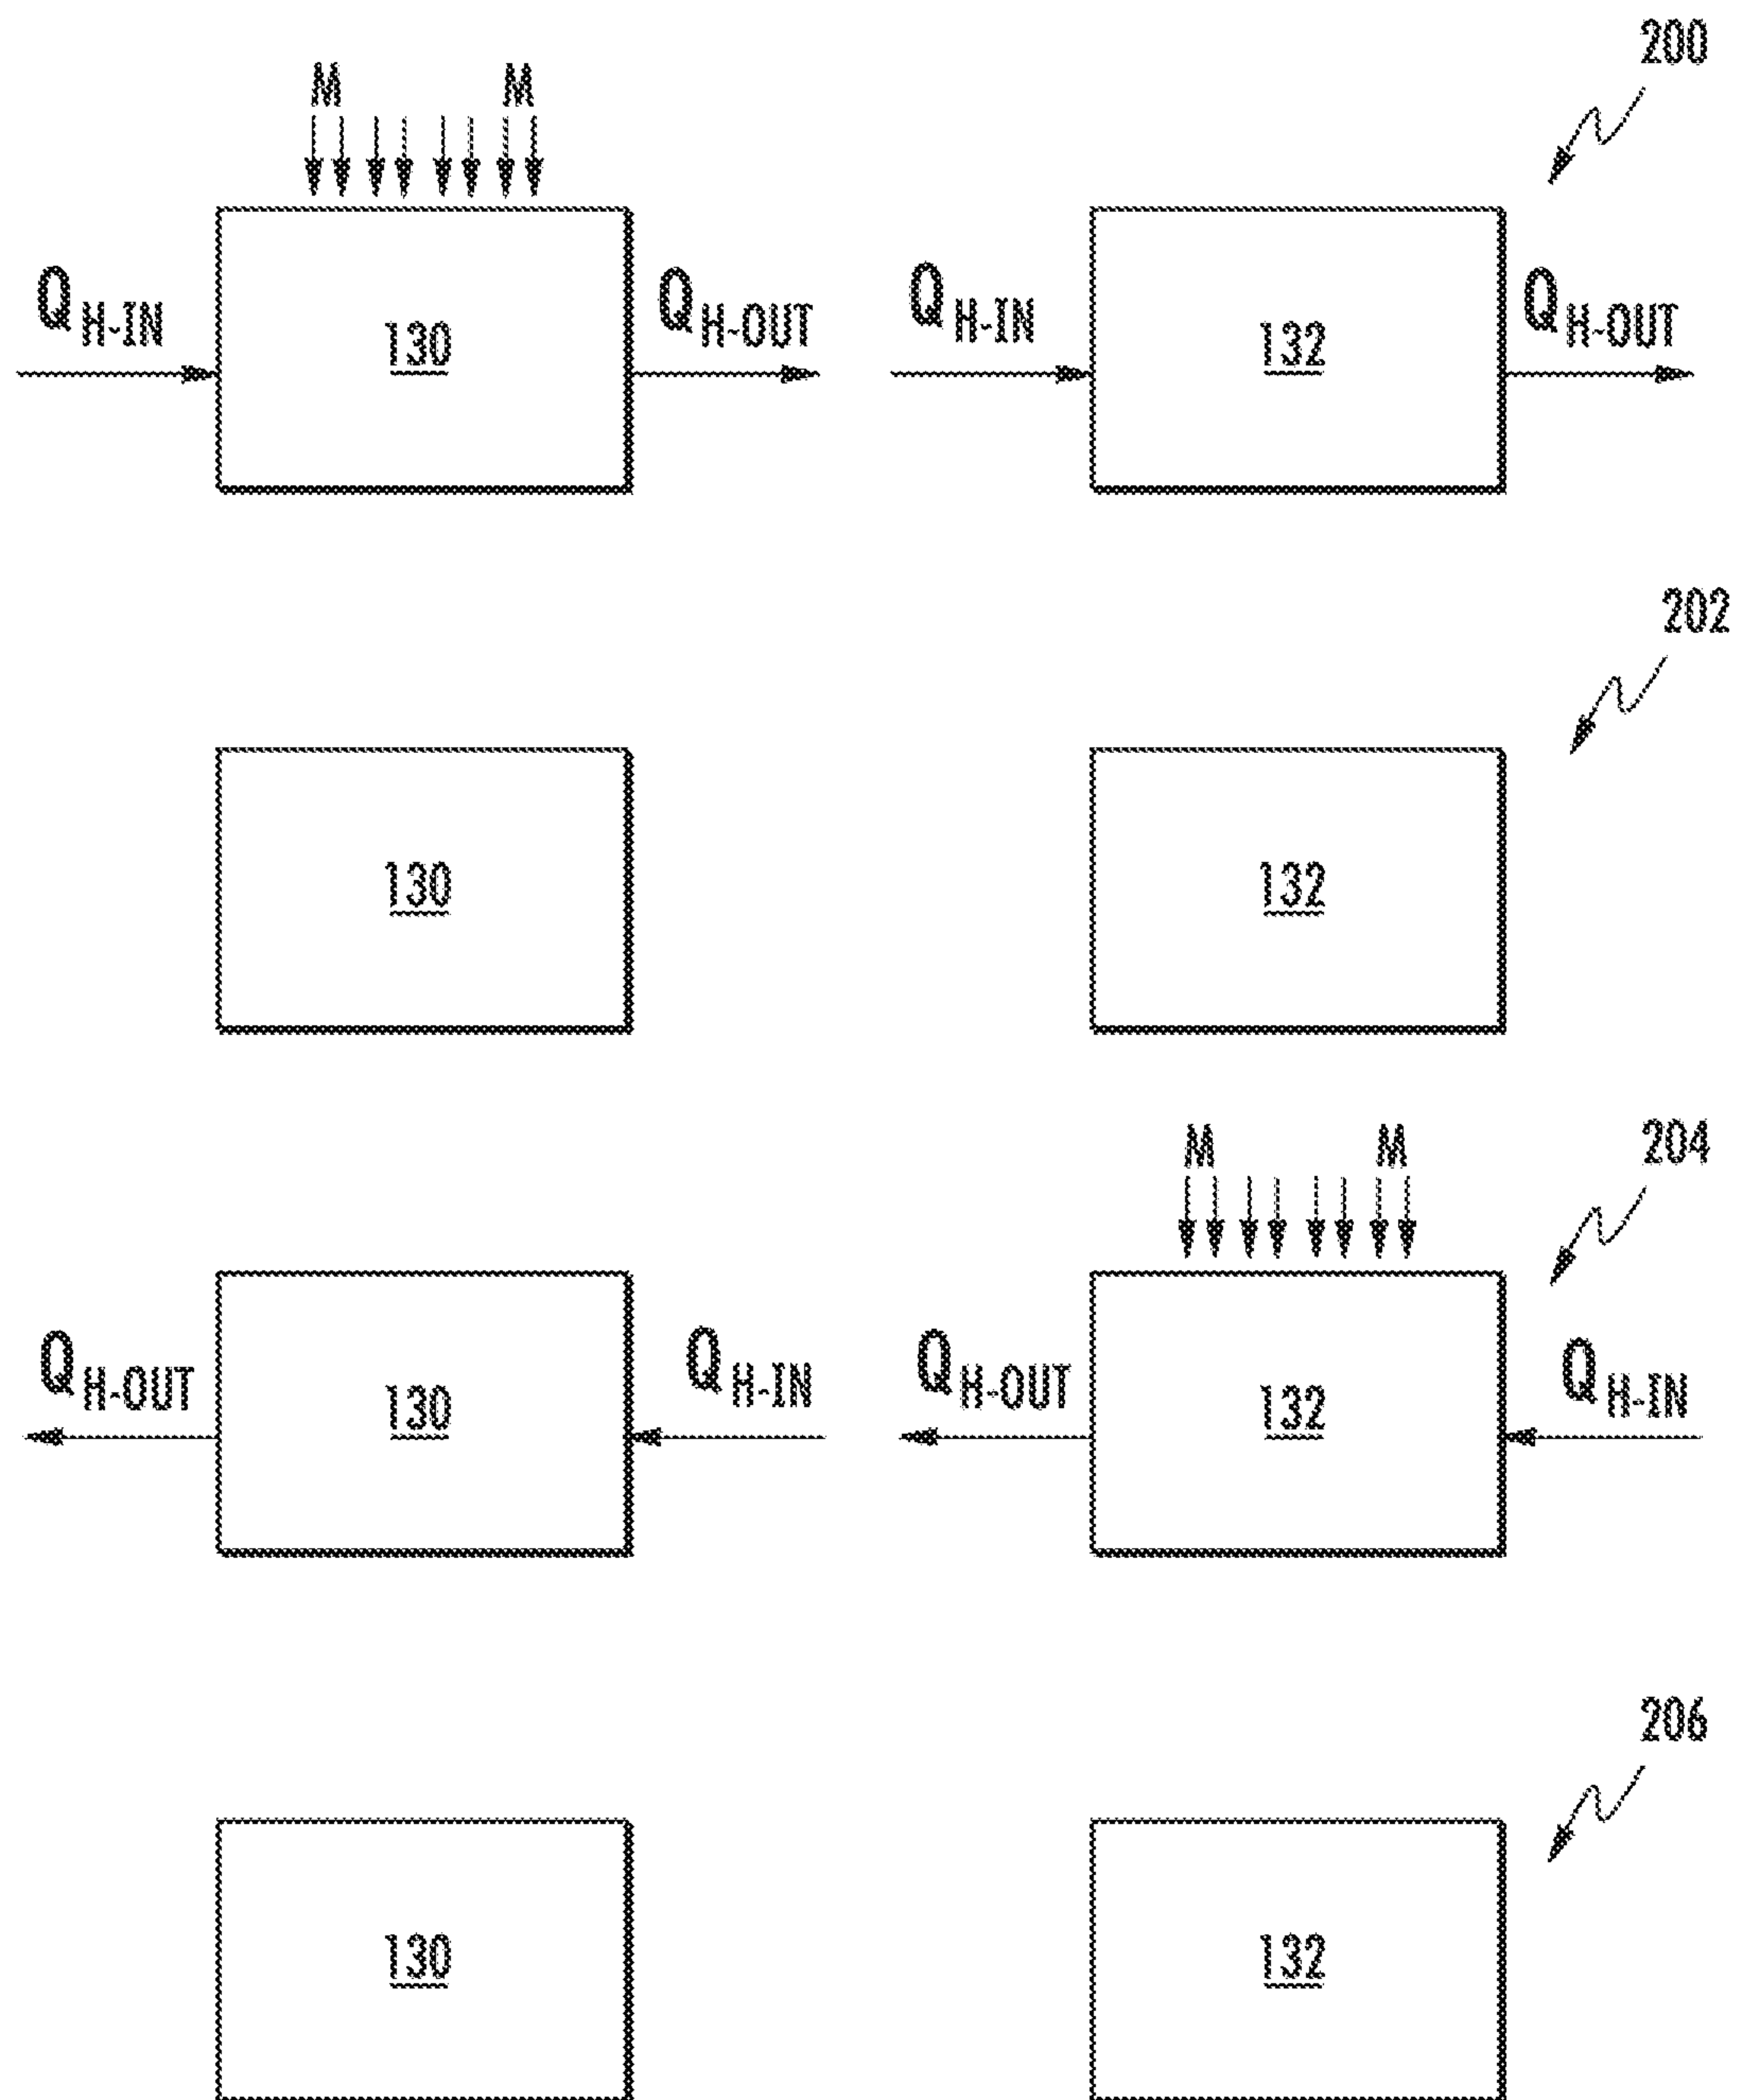 200
M M
Q H-IN 130 Q H-OUT Q H-IN 132 Q H-OUT
202
130 132
M M 204
Q H-OUT 130 Q H-IN Q H-OUT 132 Q H-IN
206
130 132